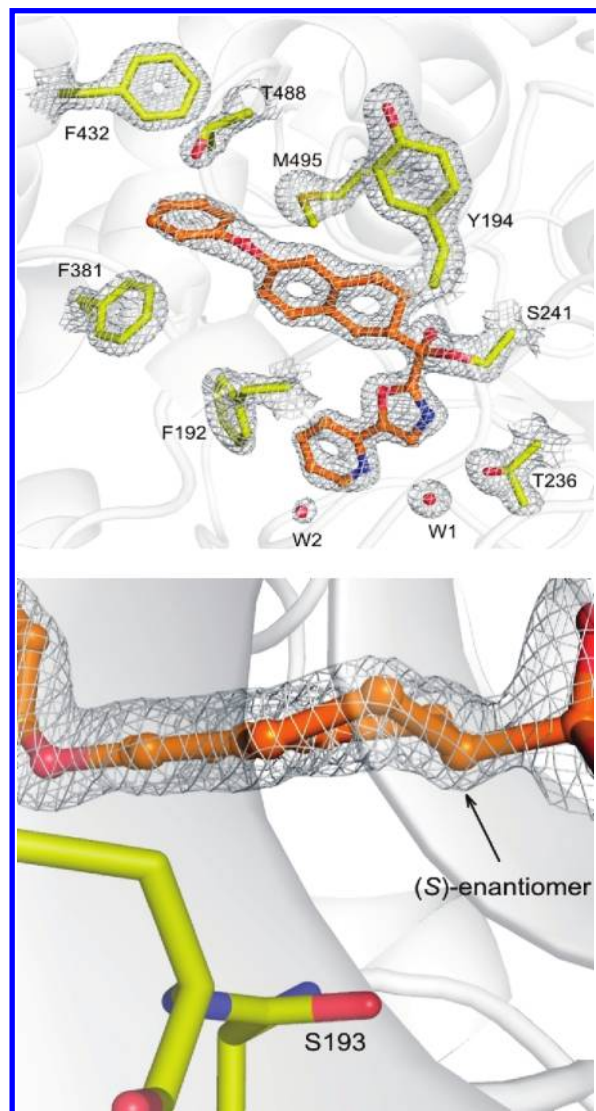 T488
F432
M495
Y194
F381
S241
F192
T236
W2
W1
(S)-enantiomer
S193